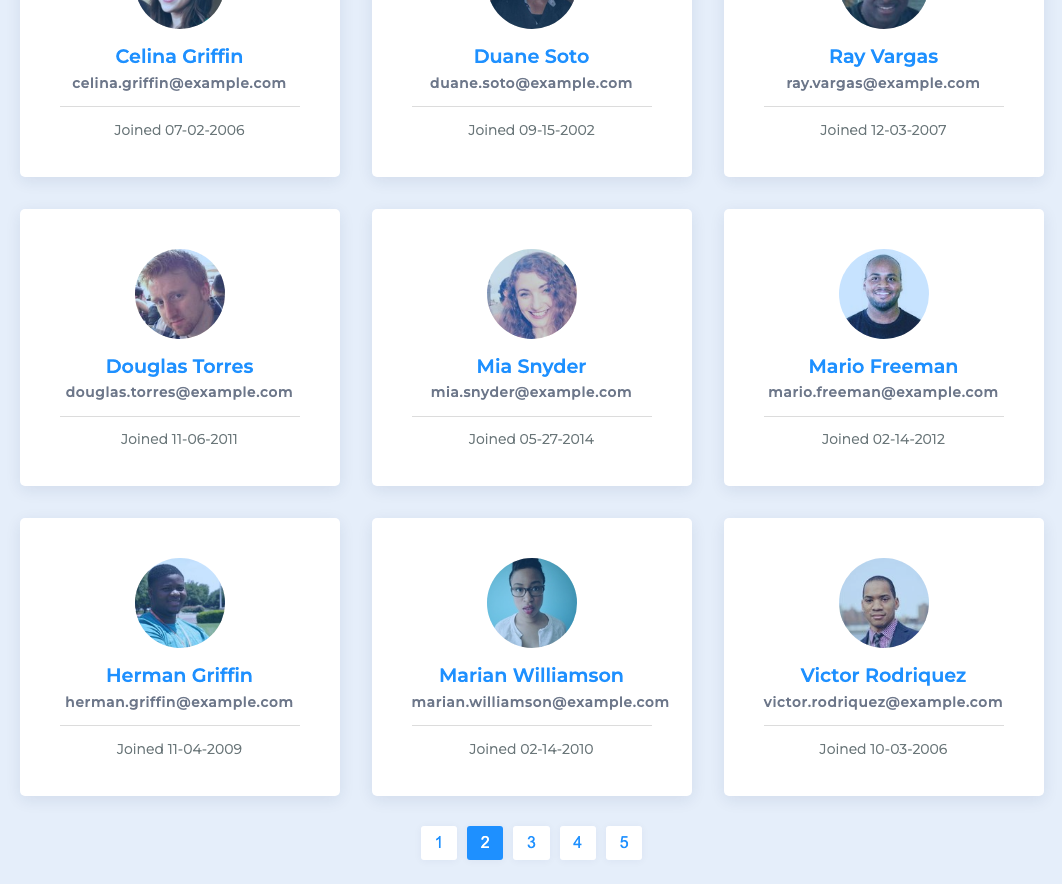 Celina Griffin
celina.griffin@example.com
Joined 07-02-2006
Duane Soto
duane.soto@example.com
Joined 09-15-2002
Ray Vargas
ray.vargas@example.com
Joined 12-03-2007
Douglas Torres
douglas.torres@example.com
Joined 11-06-2011
Mia Snyder
mia.snyder@example.com
Joined 05-27-2014
Mario Freeman
mario.freeman@example.com
Joined 02-14-2012
Herman Griffin
herman.griffin@example.com
Joined 11-04-2009
Marian Williamson
marian.williamson@example.com
Joined 02-14-2010
Victor Rodriquez
victor.rodriquez@example.com
Joined 10-03-2006
1 2 3 4 5